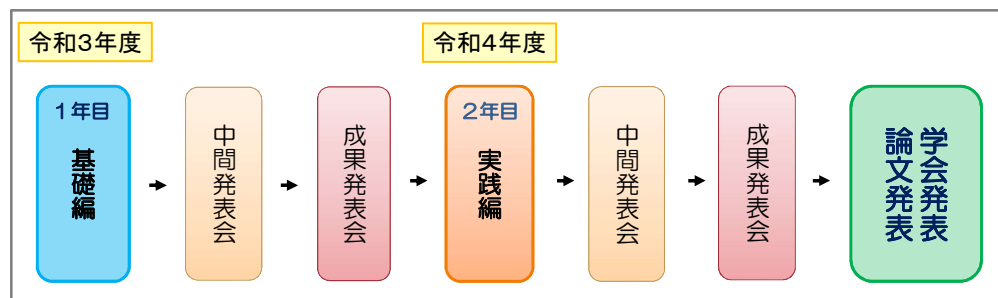 令和3年度
令和4年度
1年目
基礎編
中間発表会
成果発表会
2年目
実践編
中間発表会
成果発表会
学会発表
論文発表